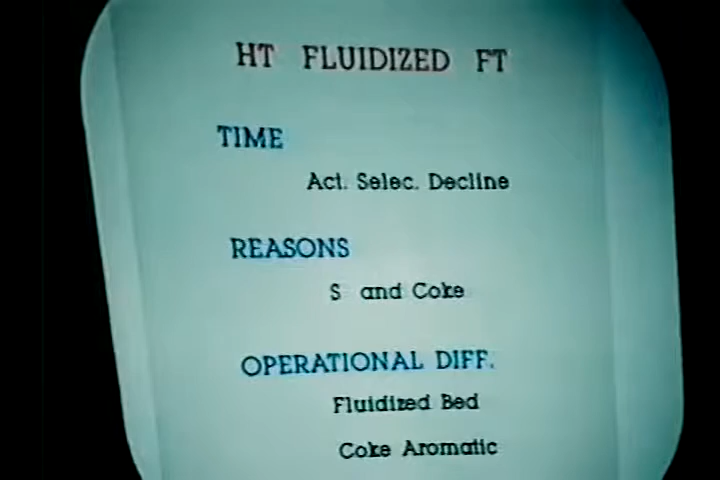 HT FLUIDIZED FT
TIME
Act. Selec. Decline
REASONS
S and Coke
OPERATIONAL DIFF.
Fluidized Bed
Coke Aromatic